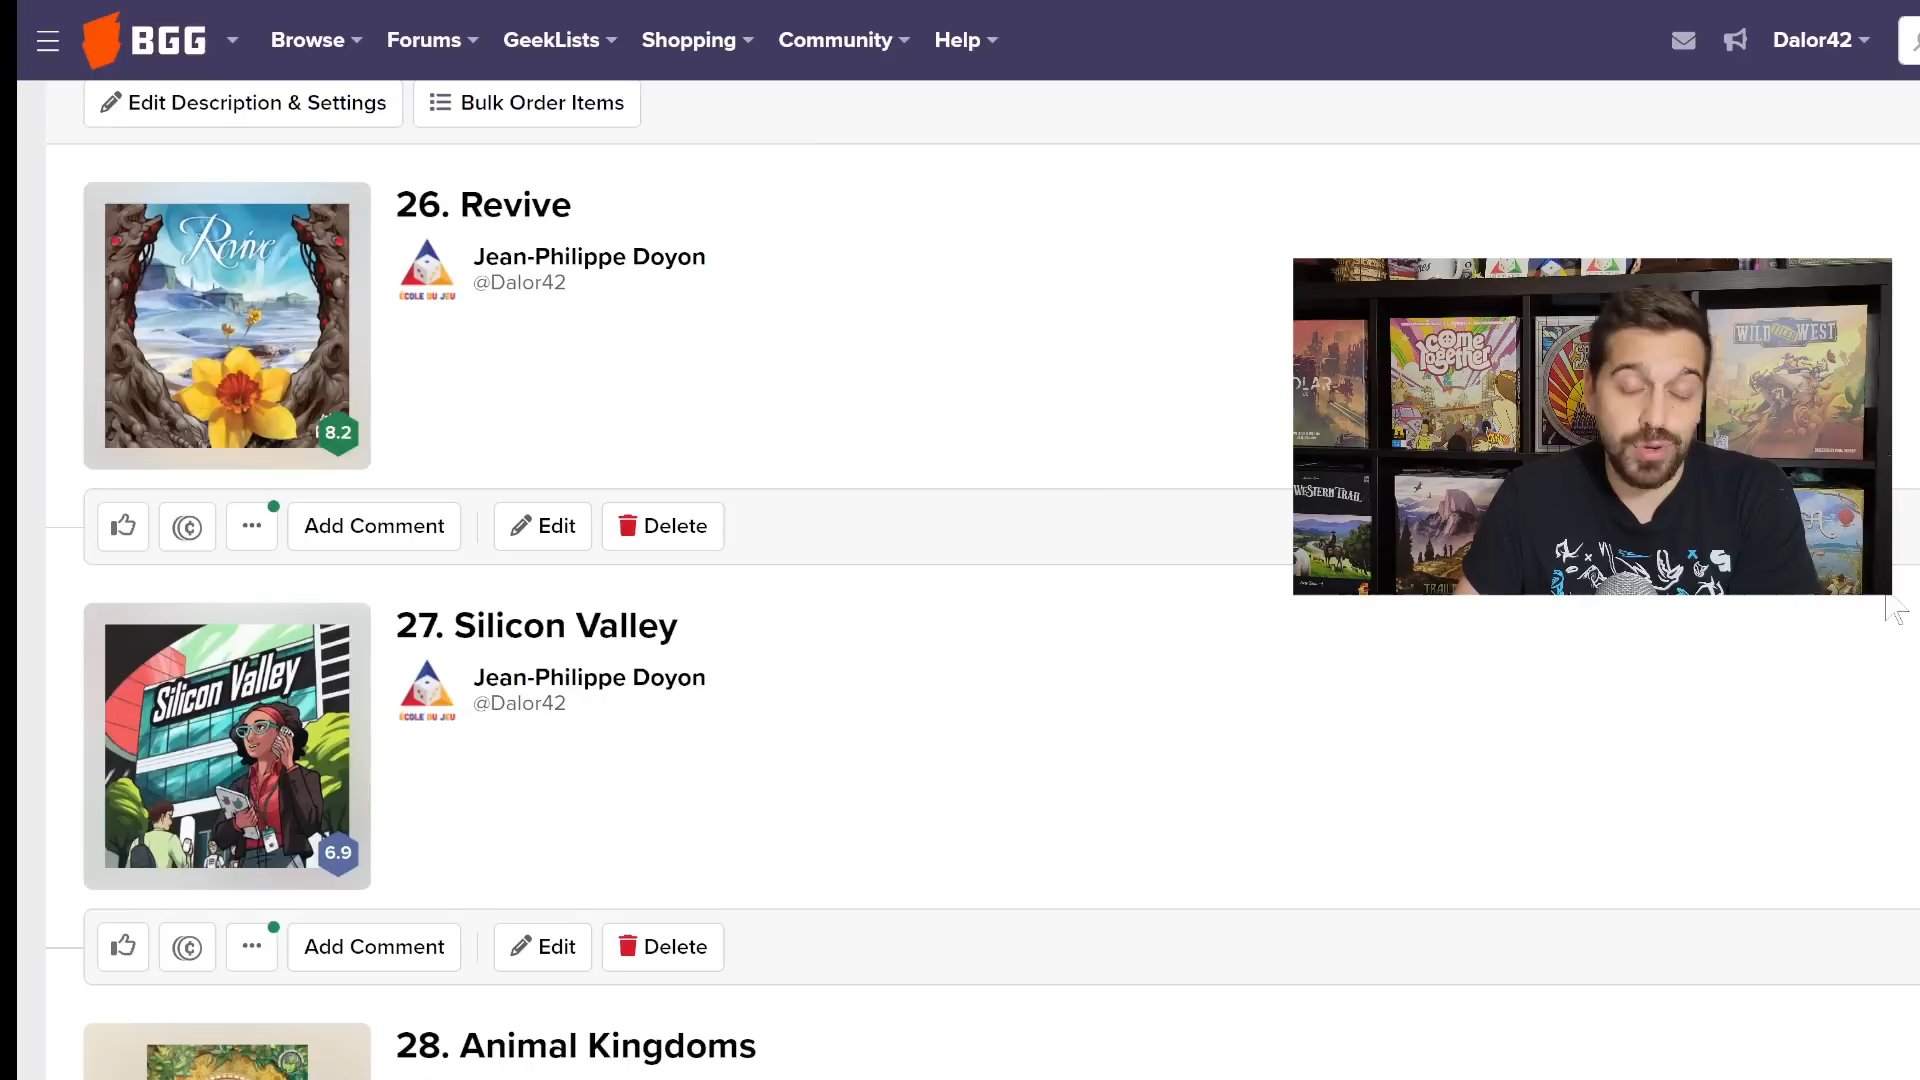 BGG
Browse
Forums
GeekLists
Shopping
Community
Help
Dalor42
Edit Description & Settings
Bulk Order Items
Revive
8.2
26. Revive
ÉCOLE DU JEU
Jean-Philippe Doyon
@Dalor42
Add Comment
Edit
Delete
OLAR
come
Together
WILD WEST
WESTERN TRAIL
TRAIL
Silicon Valley
6.9
27. Silicon Valley
ÉCOLE DU JEU
Jean-Philippe Doyon
@Dalor42
Add Comment
Edit
Delete
28. Animal Kingdoms